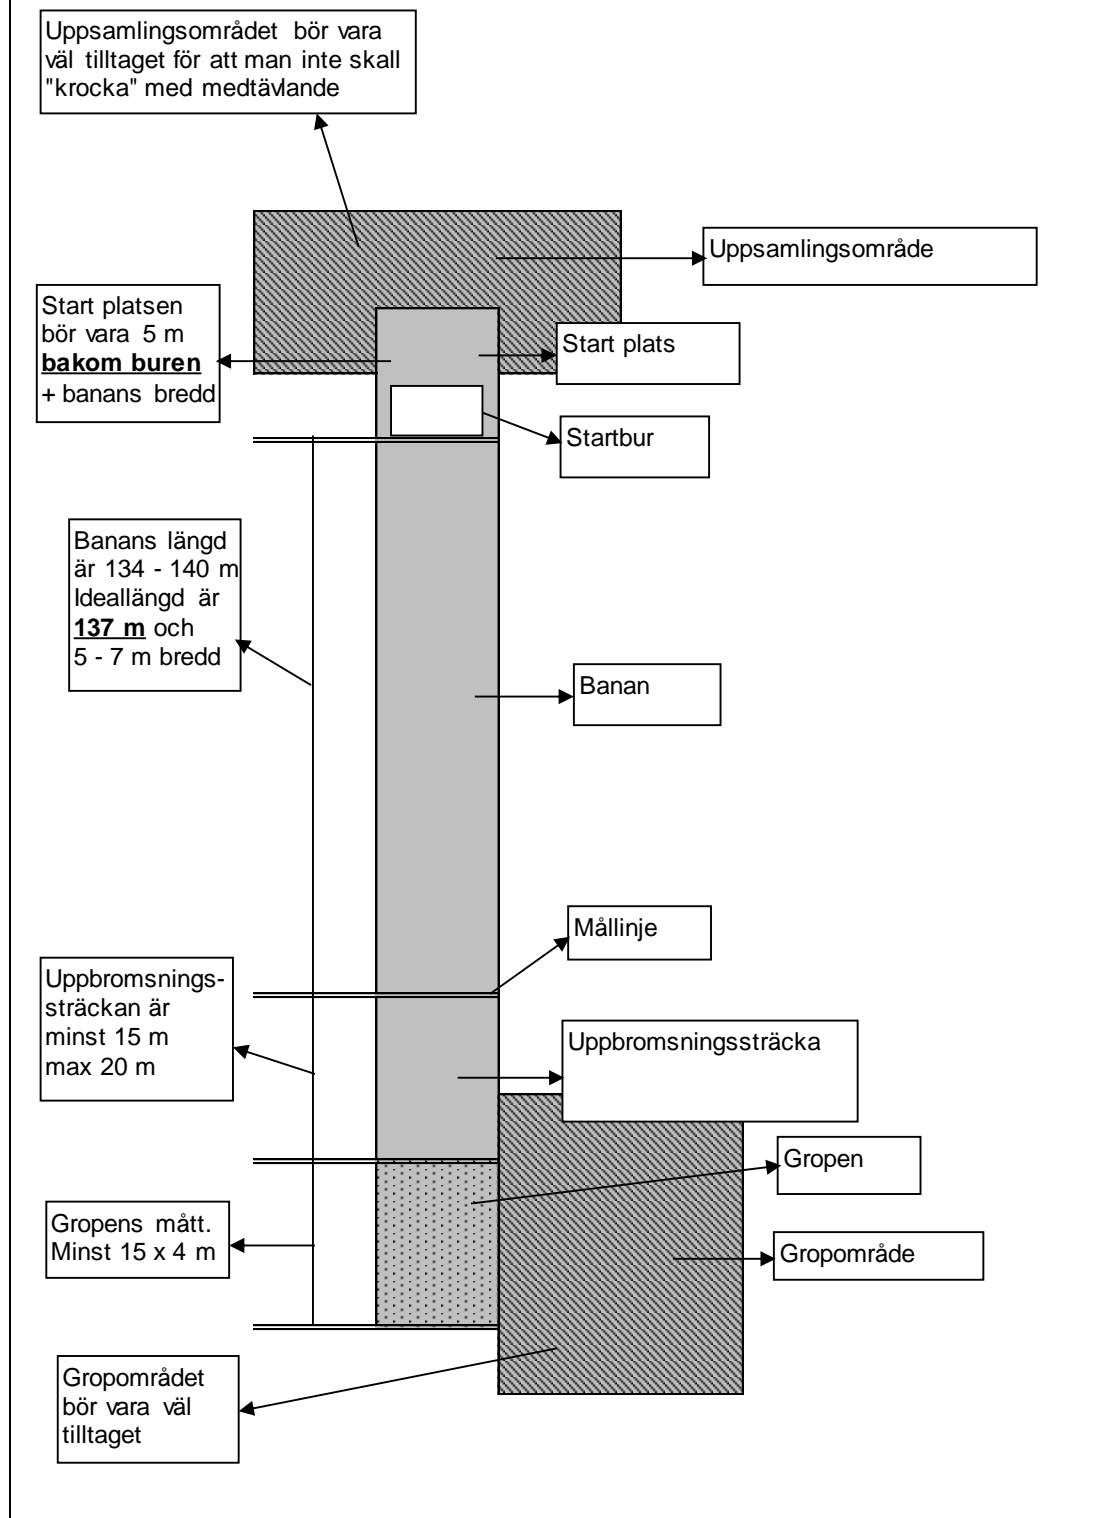 Uppsamlingsområdet bör vara
väl tilltaget för att man inte skall
"krocka" med medtävlande
Uppsamlingsområde
Start platsen
bör vara 5 m
bakom buren
+ banans bredd
Start plats
Startbur
Banans längd
är 134 - 140 m
Ideallängd är
137 m och
5 - 7 m bredd
Banan
Mållinje
Uppbromsnings-
sträckan är
minst 15 m
max 20 m
Uppbromsningssträcka
Gropen
Gropens mått.
Minst 15 x 4 m
Gropområde
Gropområdet
bör vara väl
tilltaget